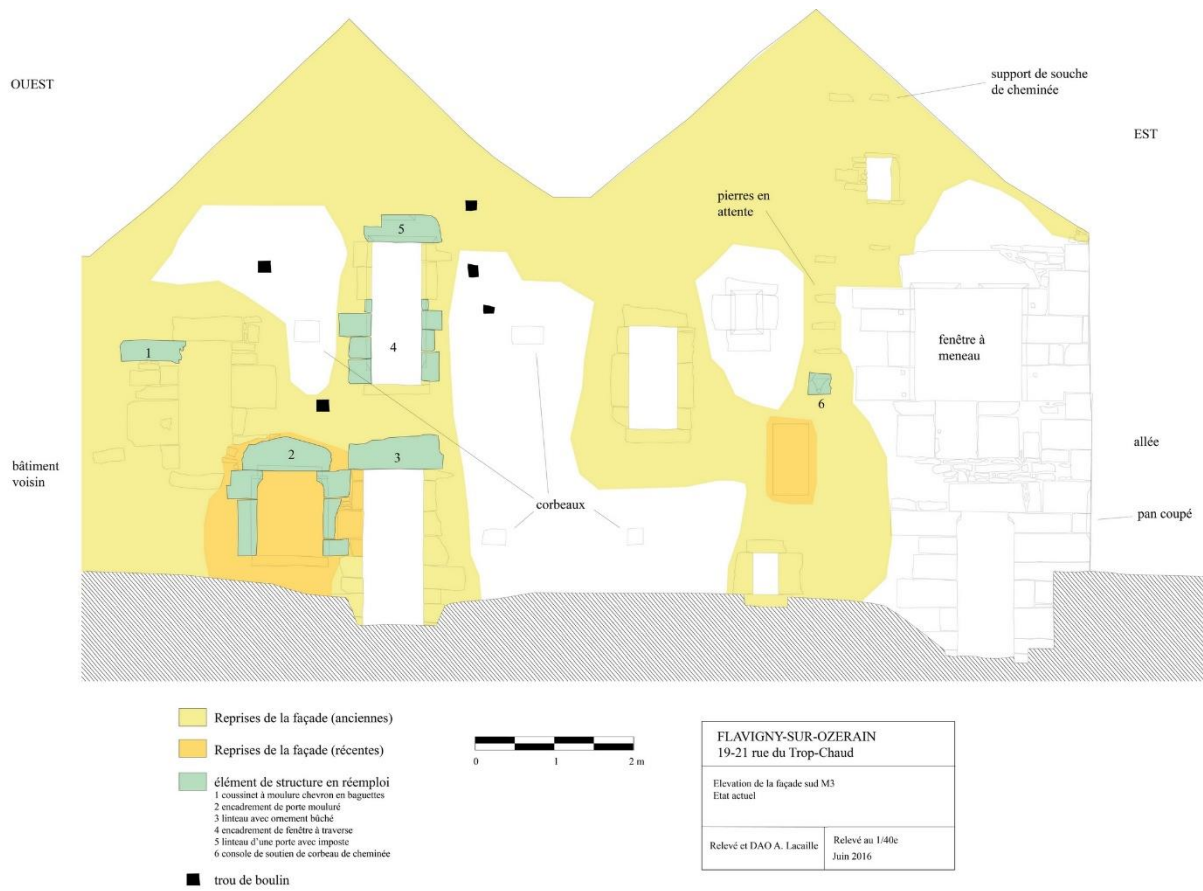 OUEST
support de souche
de cheminée
EST
pierres en
attente
5
4
1
fenêtre à
meneau
6
bâtiment
voisin
2
3
allée
corbeaux
pan coupé
Reprises de la façade (anciennes)
Reprises de la façade (récentes)
élément de structure en réemploi
1 coussinet à moulure chevron en baguettes
2 encadrement de porte mouluré
3 linteau avec ornement bûché
4 encadrement de fenêtre à traverse
5 linteau d'une porte avec imposte
6 console de soutien de corbeau de cheminée
trou de boulin
0 1 2 m
FLAVIGNY-SUR-OZERAIN
19-21 rue du Trop-Chaud
Elevation de la façade sud M3
Etat actuel
Relevé et DAO A. Lacaille
Relevé au 1/40e
Juin 2016